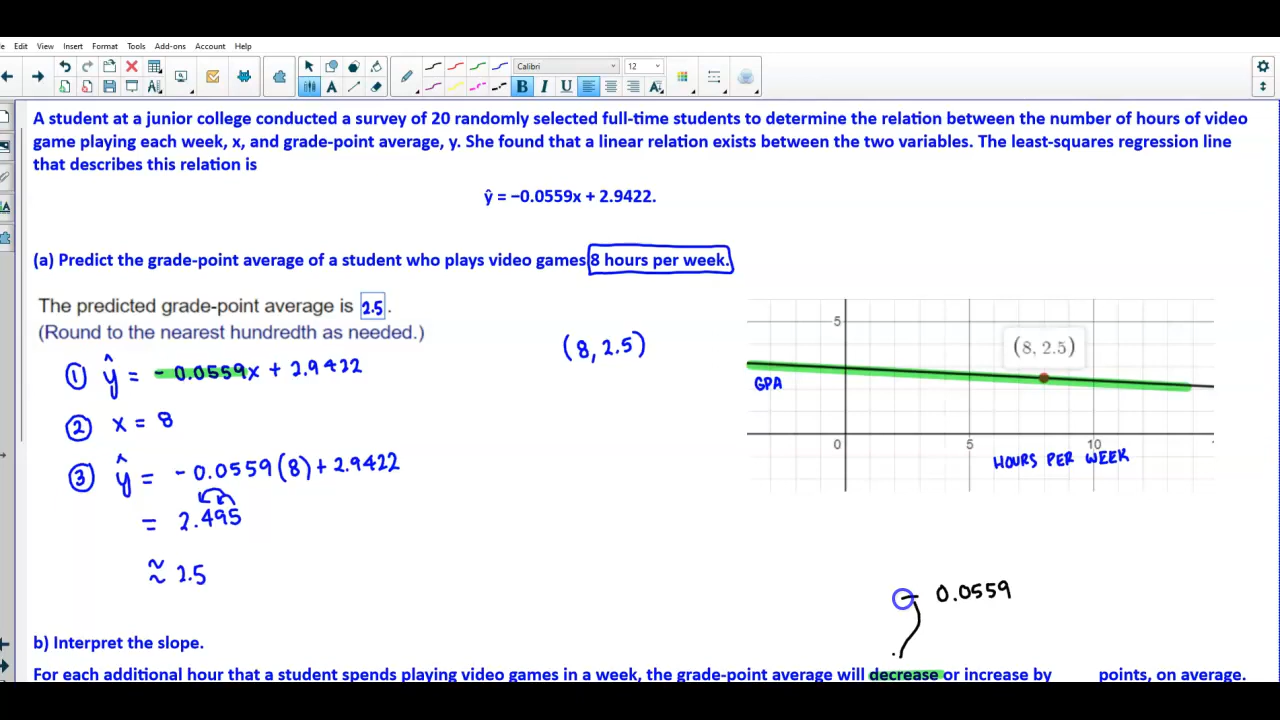 Edit View Insert Format Tools Add-ons Account Help
Calibri 12
B I U
A student at a junior college conducted a survey of 20 randomly selected full-time students to determine the relation between the number of hours of video
game playing each week, x, and grade-point average, y. She found that a linear relation exists between the two variables. The least-squares regression line
that describes this relation is
ŷ = −0.0559x + 2.9422.
(a) Predict the grade-point average of a student who plays video games 8 hours per week.
The predicted grade-point average is 2.5.
(Round to the nearest hundredth as needed.)
① ŷ = - 0.0559x + 2.9422
② x = 8
③ ŷ = - 0.0559(8) + 2.9422
= 2.495
≈ 2.5
(8, 2.5)
5
(8, 2.5)
GPA
0 5 10
HOURS PER WEEK
- 0.0559
b) Interpret the slope.
For each additional hour that a student spends playing video games in a week, the grade-point average will decrease or increase by points, on average.